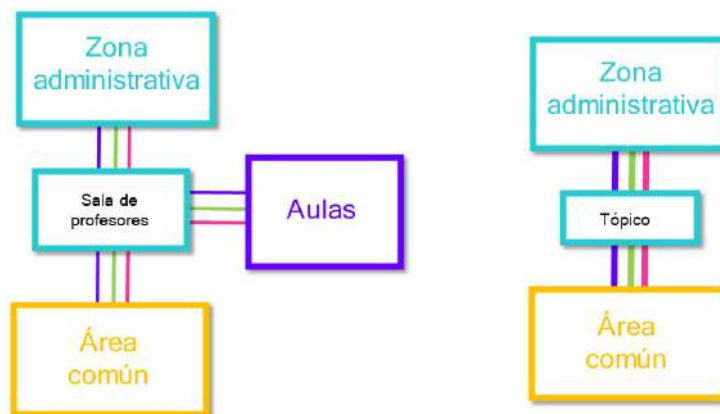 Zona
administrativa
Sala de
profesores
Aulas
Área
común
Zona
administrativa
Tópico
Área
común